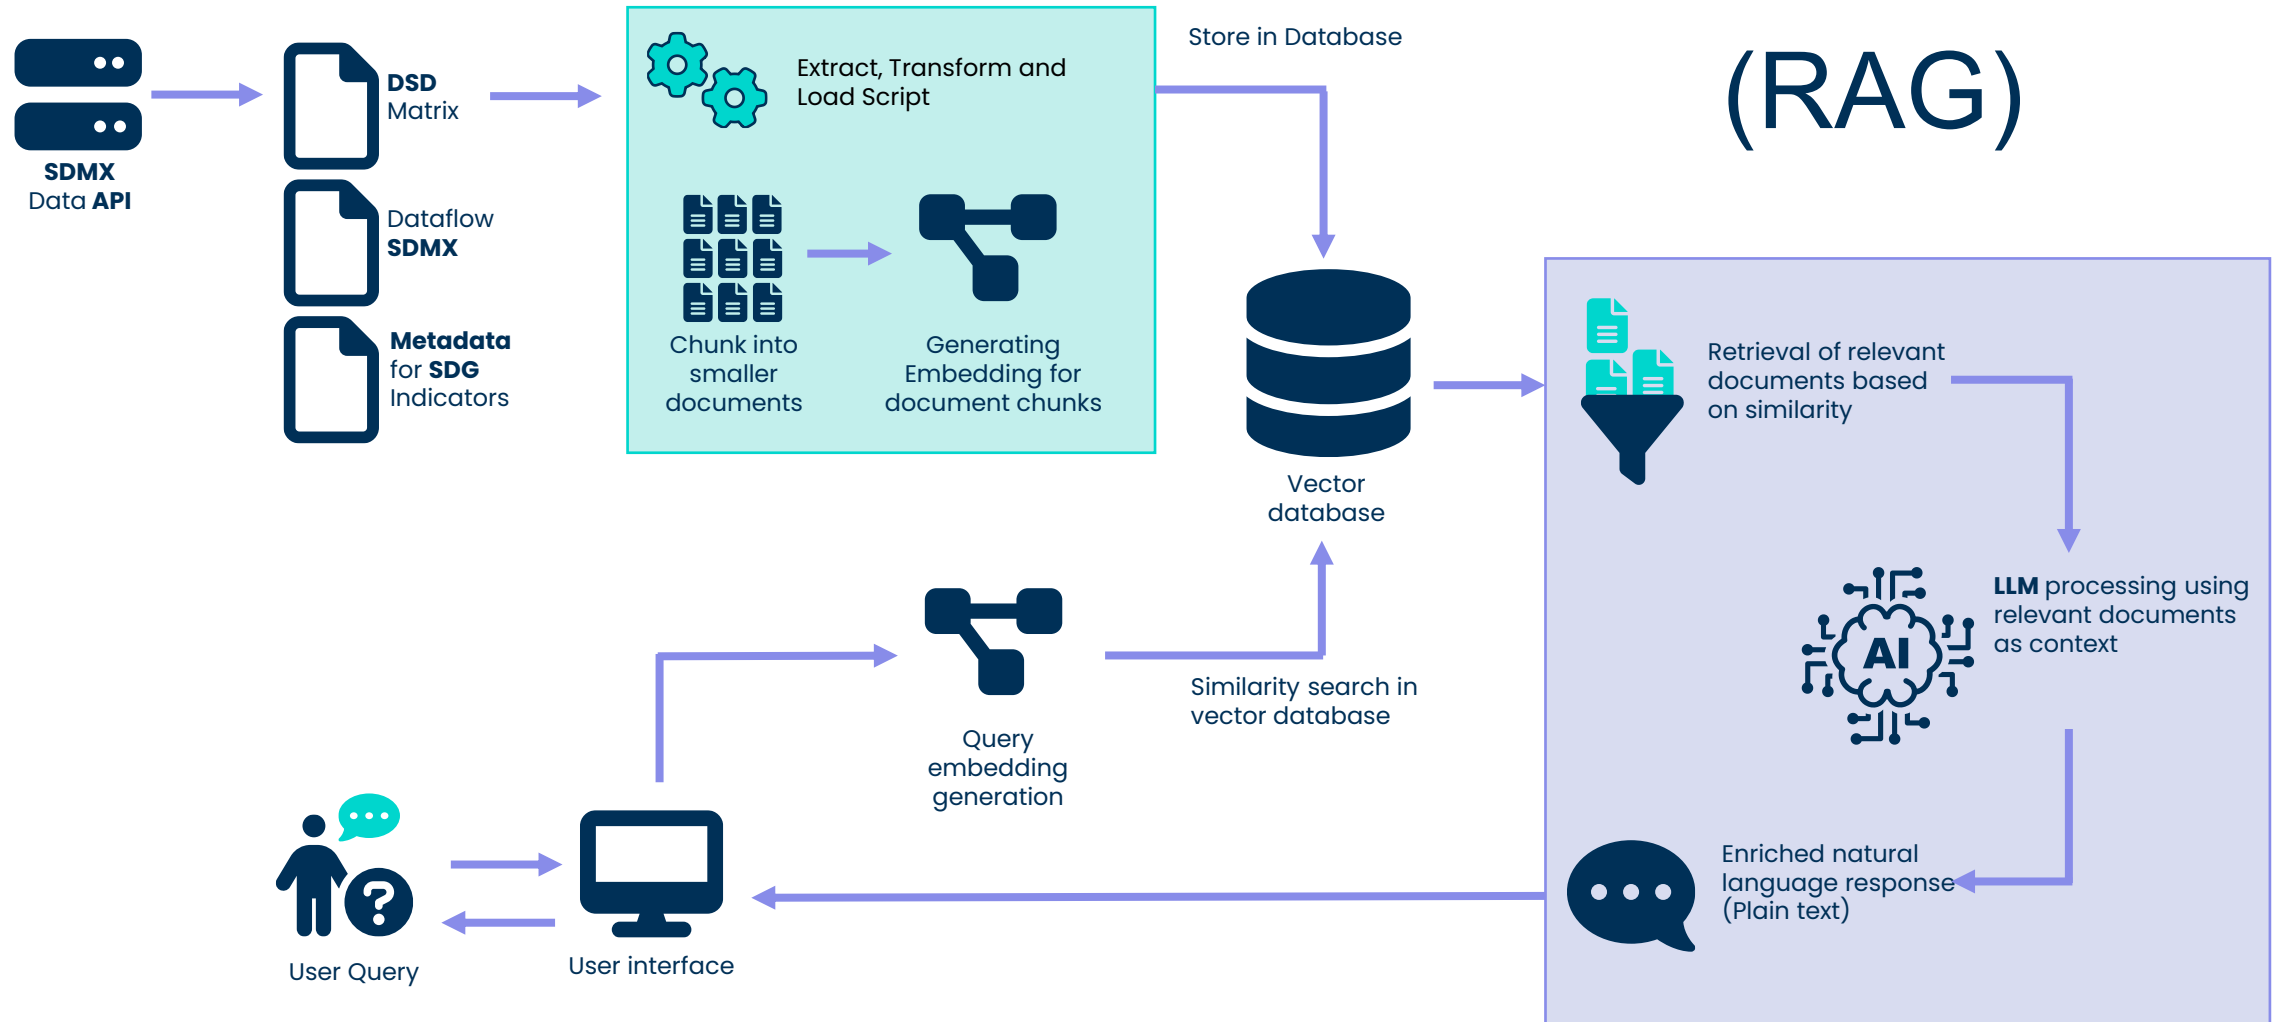 SDMX
Data API
DSD
Matrix
Dataflow
SDMX
Metadata
for SDG
Indicators
Extract, Transform and
Load Script
Chunk into
smaller
documents
Generating
Embedding for
document chunks
Store in Database
(RAG)
Vector
database
Retrieval of relevant
documents based
on similarity
AI
LLM processing using
relevant documents
as context
Similarity search in
vector database
Query
embedding
generation
Enriched natural
language response
(Plain text)
?
User Query
User interface